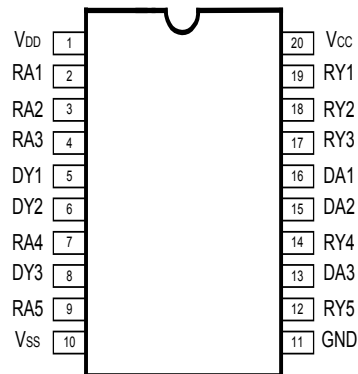 VDD 1 20 VCC
RA1 2 19 RY1
RA2 3 18 RY2
RA3 4 17 RY3
DY1 5 16 DA1
DY2 6 15 DA2
RA4 7 14 RY4
DY3 8 13 DA3
RA5 9 12 RY5
VSS 10 11 GND